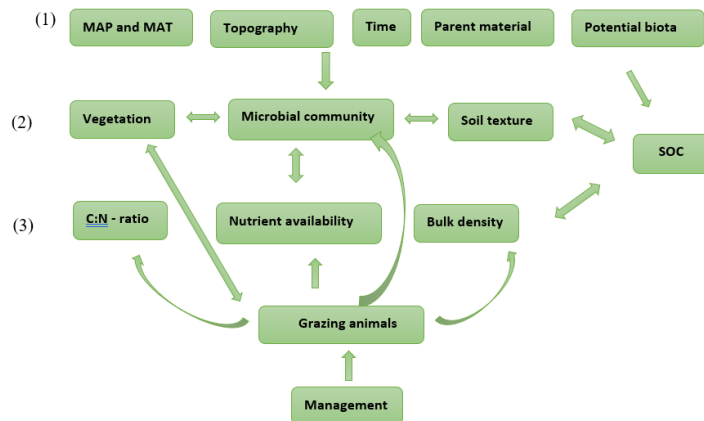 (1) MAP and MAT Topography Time Parent material Potential biota
(2) Vegetation Microbial community Soil texture
SOC
(3) C:N - ratio Nutrient availability Bulk density
Grazing animals
Management